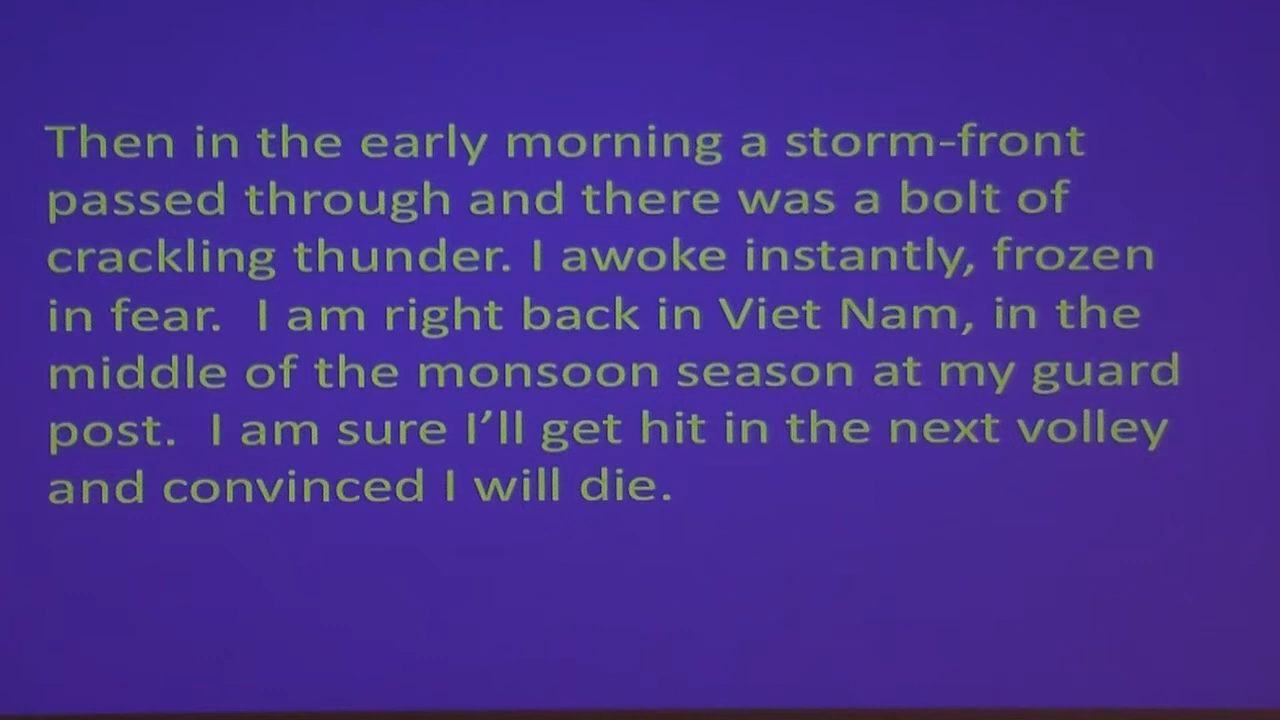 Then in the early morning a storm-front
passed through and there was a bolt of
crackling thunder. I awoke instantly, frozen
in fear.  I am right back in Viet Nam, in the
middle of the monsoon season at my guard
post.  I am sure I’ll get hit in the next volley
and convinced I will die.